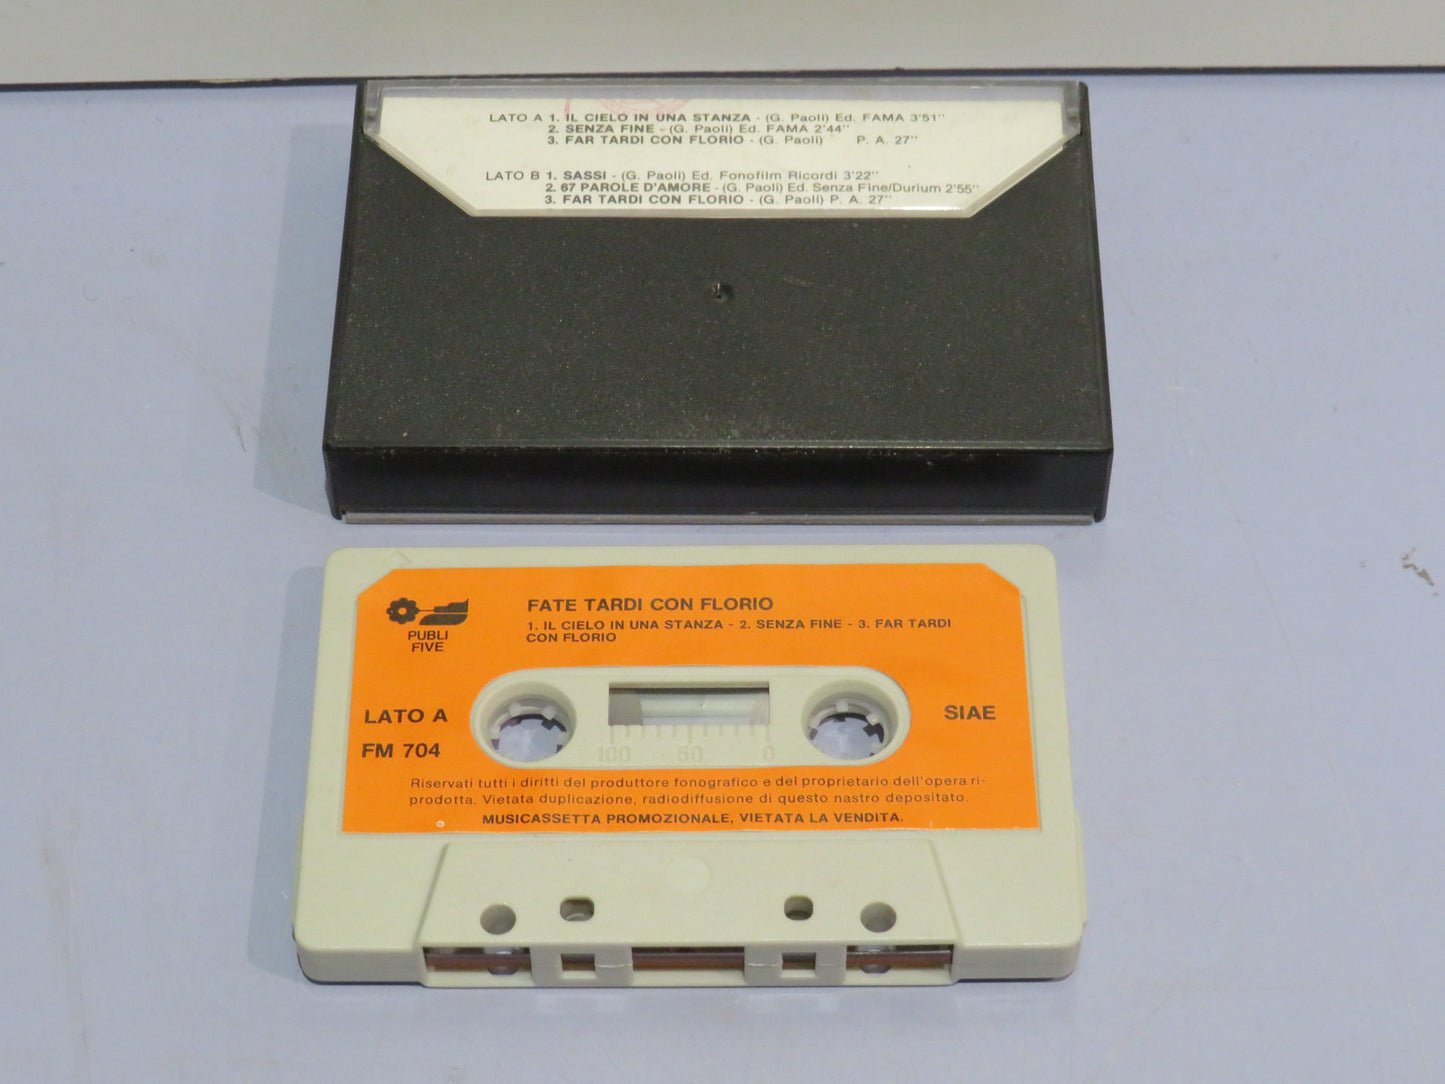 LATO A 1. IL CIELO IN UNA STANZA - (G. Paoli) Ed. FAMA 3'51''
2. SENZA FINE - (G. Paoli) Ed. FAMA 2'44''
3. FAR TARDI CON FLORIO - (G. Paoli) P. A. 27''
LATO B 1. SASSI - (G. Paoli) Ed. Fonofilm Ricordi 3'22''
2. 67 PAROLE D'AMORE - (G. Paoli) Ed. Senza Fine/Durium 2'55''
3. FAR TARDI CON FLORIO - (G. Paoli) P. A. 27''
PUBLI
FIVE
FATE TARDI CON FLORIO
1. IL CIELO IN UNA STANZA - 2. SENZA FINE - 3. FAR TARDI
CON FLORIO
LATO A
FM 704
SIAE
100 50 0
Riservati tutti i diritti del produttore fonografico e del proprietario dell'opera ri-
prodotta. Vietata duplicazione, radiodiffusione di questo nastro depositato.
MUSICASSETTA PROMOZIONALE, VIETATA LA VENDITA.